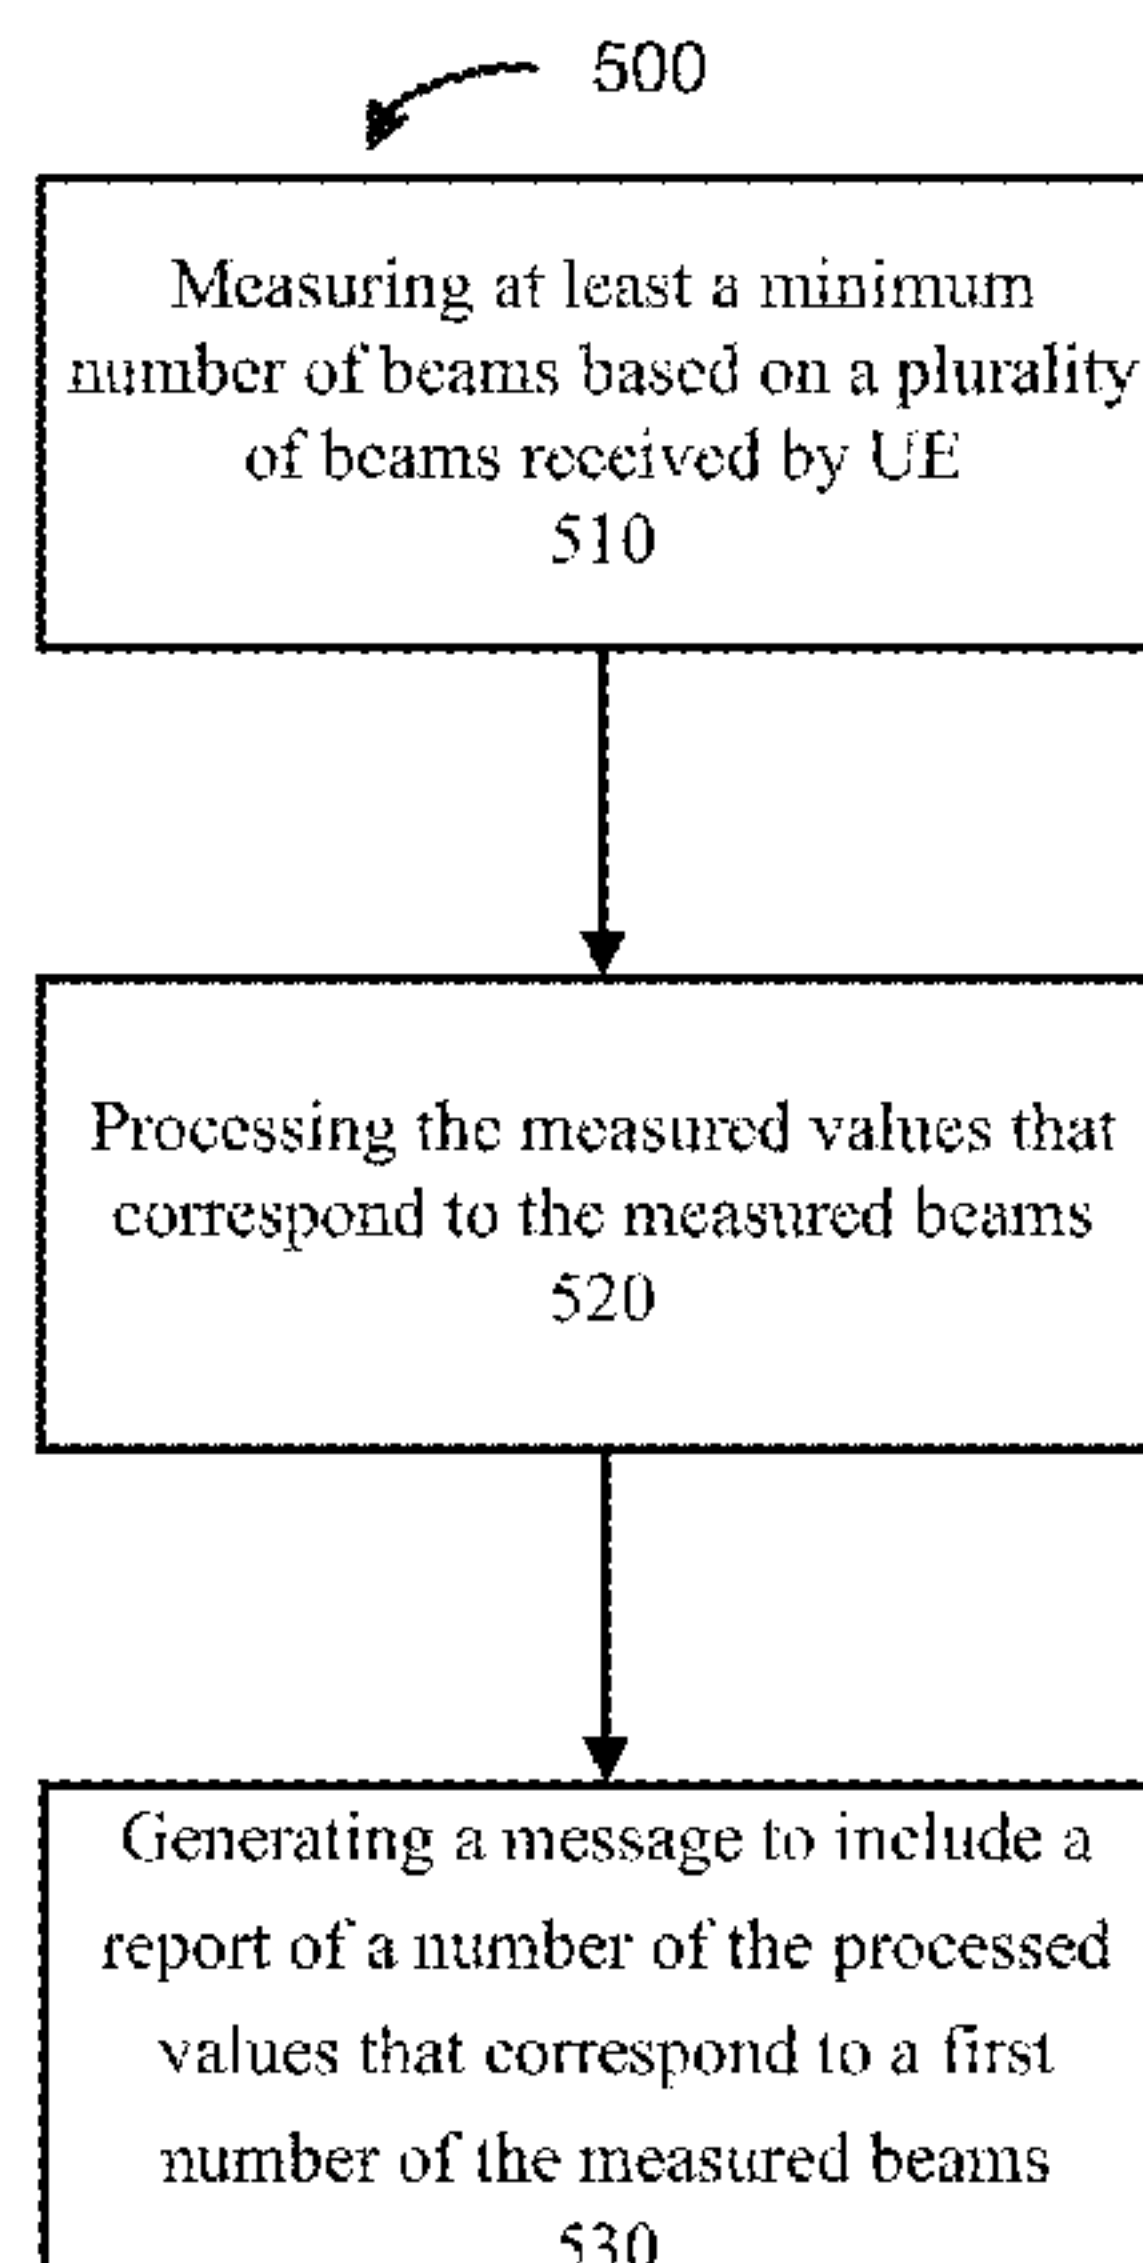 500
Measuring at least a minimum
number of beams based on a plurality
of beams received by UE
510
Processing the measured values that
correspond to the measured beams
520
Generating a message to include a
report of a number of the processed
values that correspond to a first
number of the measured beams
530